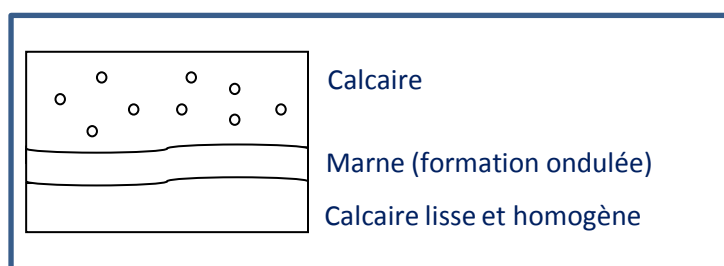 Calcaire
Marne (formation ondulée)
Calcaire lisse et homogène